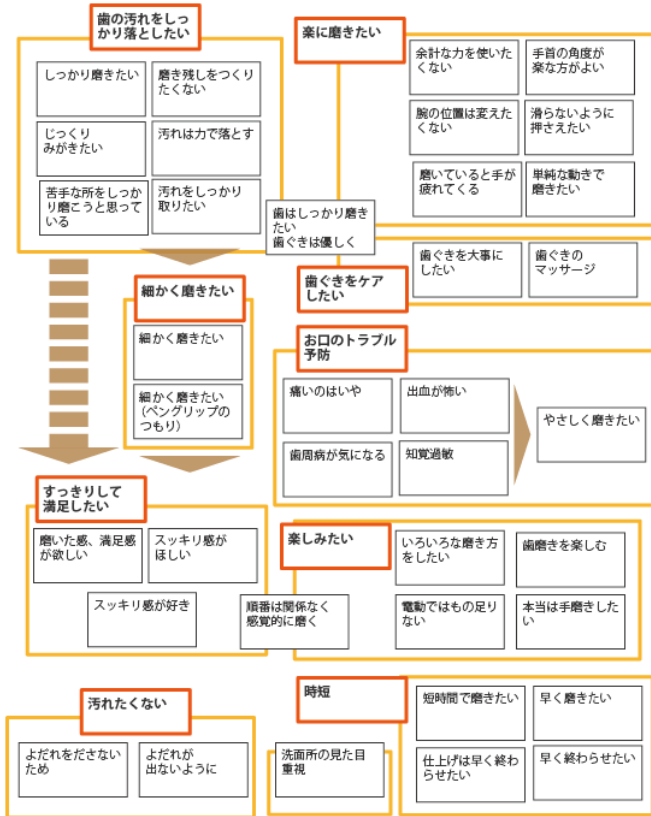 歯の汚れをしっ
かり落としたい
しっかり磨きたい
磨き残しをつくり
たくない
じっくり
みがきたい
汚れは力で落とす
苦手な所をしっか
り磨こうと思って
いる
汚れをしっかり
取りたい
楽に磨きたい
余計な力を使いた
くない
手首の角度が
楽な方がよい
腕の位置は変えた
くない
滑らないように
押さえたい
磨いていると手が
疲れてくる
単純な動きで
磨きたい
歯はしっかり磨き
たい
歯ぐきは優しく
歯ぐきをケア
したい
歯ぐきを大事に
したい
歯ぐきの
マッサージ
細かく磨きたい
細かく磨きたい
細かく磨きたい
(ペングリップの
つもり)
お口のトラブル
予防
痛いのはいや
出血が怖い
歯周病が気になる
知覚過敏
やさしく磨きたい
すっきりして
満足したい
磨いた感、満足感
が欲しい
スッキリ感が
ほしい
スッキリ感が好き
順番は関係なく
感覚的に磨く
楽しみたい
いろいろな磨き方
をしたい
歯磨きを楽しむ
電動ではもの足り
ない
本当は手磨きした
い
汚れたくない
よだれをださない
ため
よだれが
出ないように
洗面所の見た目
重視
時短
短時間で磨きたい
早く磨きたい
仕上げは早く終わ
らせたい
早く終わらせたい